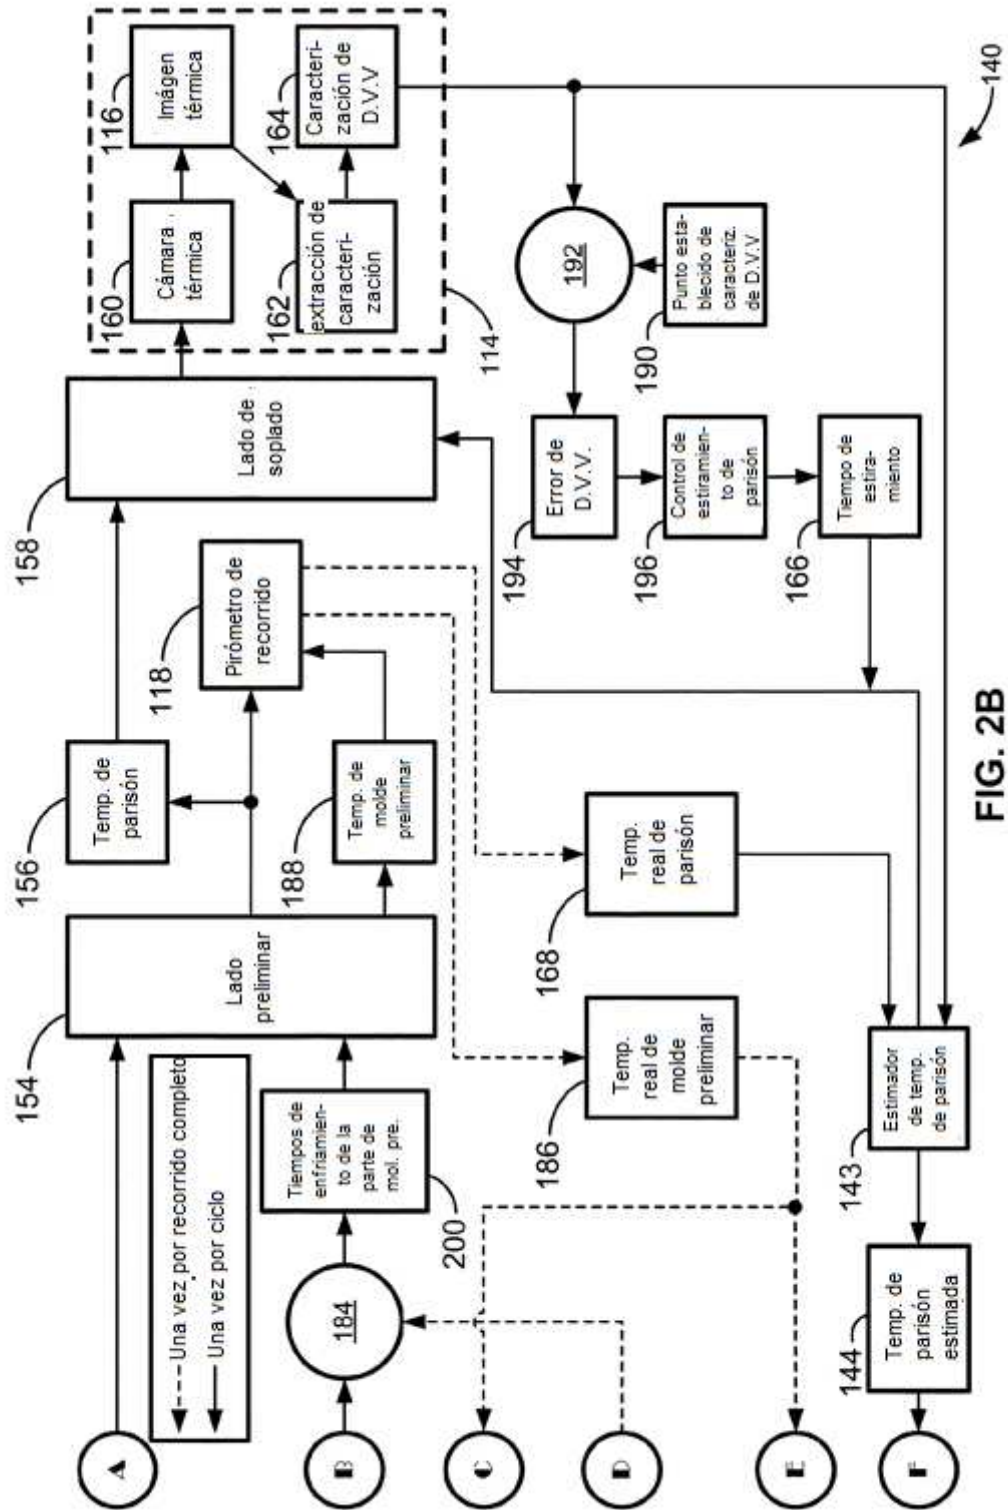 A
B
C
D
E
F
Una vez por recorrido completo
Una vez por ciclo
184
Tiempos de
enfriamien-
to de la
parte de
mol. pre.
200
154
Lado
preliminar
156
Temp. de
parisón
188
Temp. de
molde
preliminar
118
Pirómetro de
recorrido
158
Lado de
soplado
160
Cámara
térmica
116
Imágen
térmica
162
extracción de
caracteri-
zación
164
Caracteri-
zación de
D.V.V
114
192
190
Punto esta-
blecido de
caracteriz.
de D.V.V
194
Error de
D.V.V.
196
Control de
estiramien-
to de
parisón
166
Tiempo de
estira-
miento
168
Temp.
real de
parisón
186
Temp.
real de
molde
preliminar
143
Estimador
de temp.
de parisón
144
Temp. de
parisón
estimada
140
FIG. 2B